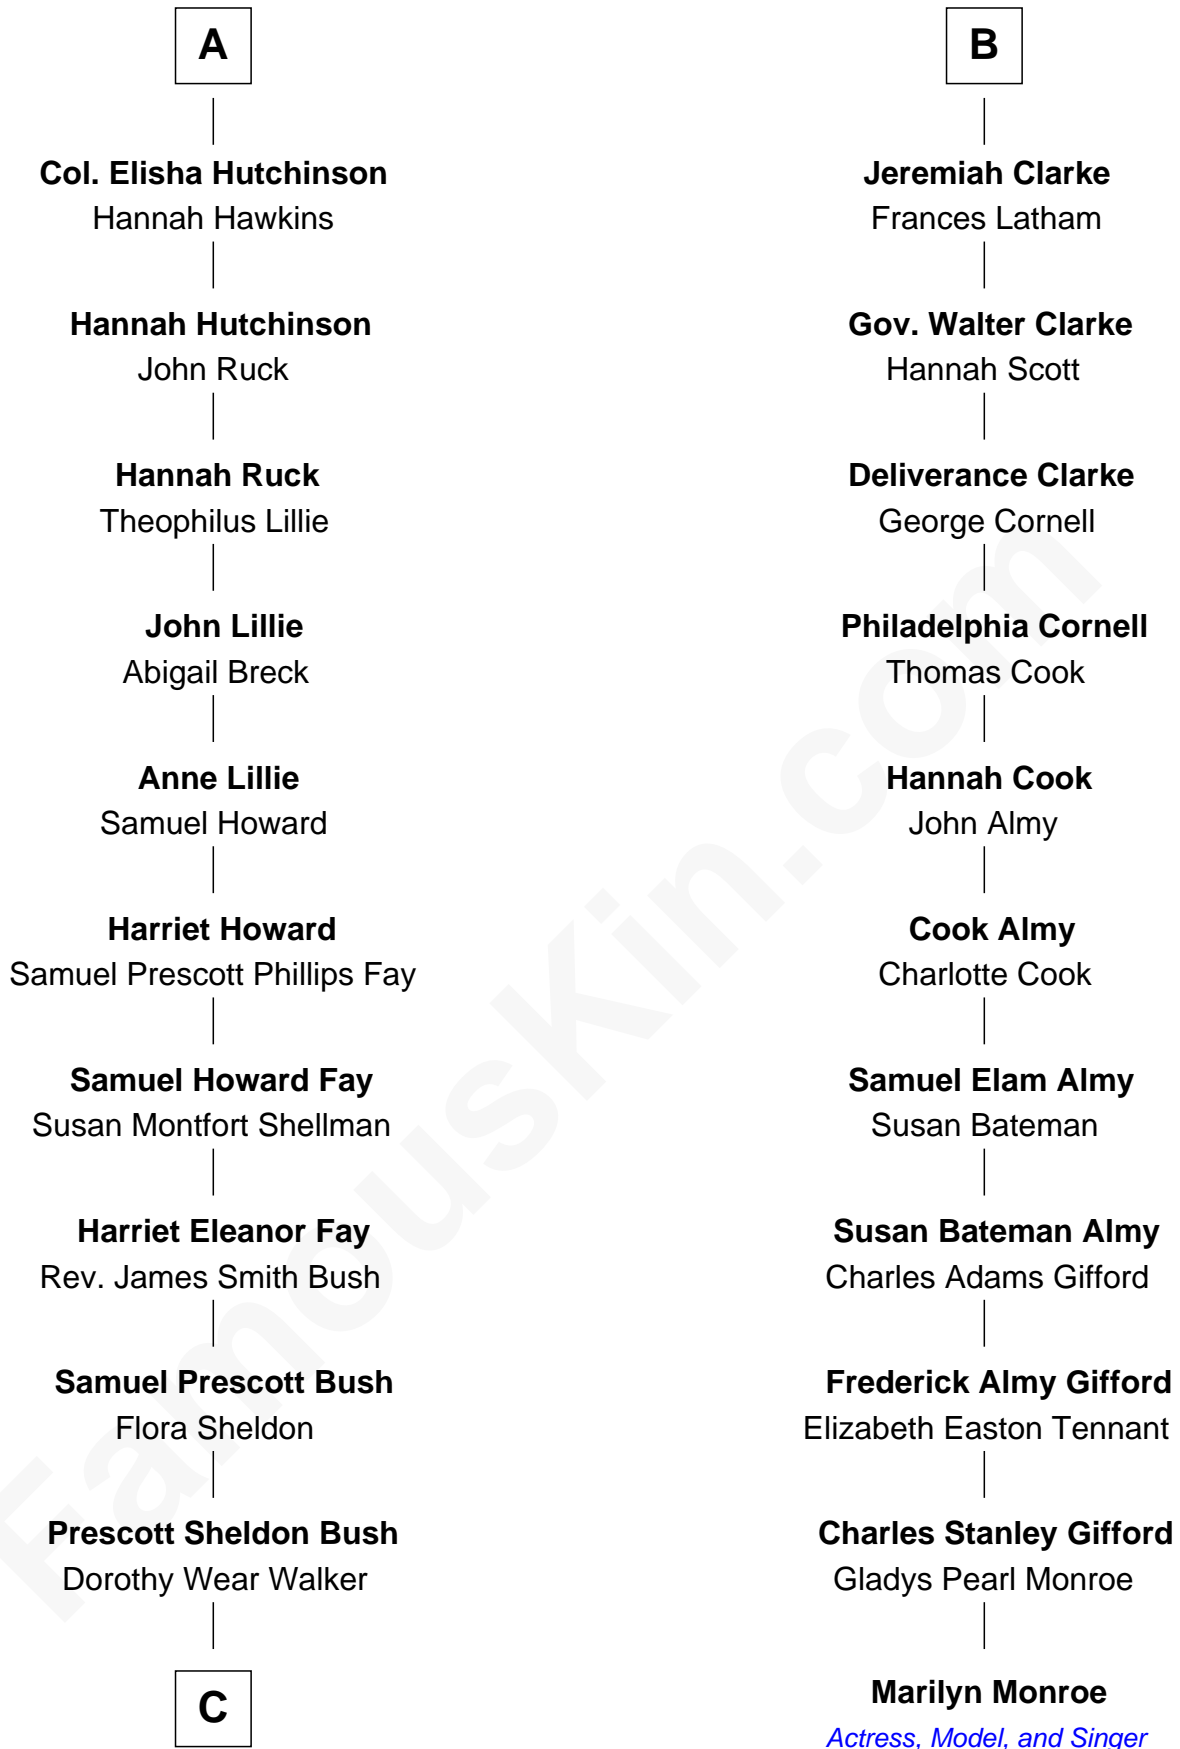 A
Col. Elisha Hutchinson
Hannah Hawkins
Hannah Hutchinson
John Ruck
Hannah Ruck
Theophilus Lillie
John Lillie
Abigail Breck
Anne Lillie
Samuel Howard
Harriet Howard
Samuel Prescott Phillips Fay
Samuel Howard Fay
Susan Montfort Shellman
Harriet Eleanor Fay
Rev. James Smith Bush
Samuel Prescott Bush
Flora Sheldon
Prescott Sheldon Bush
Dorothy Wear Walker
C
B
Jeremiah Clarke
Frances Latham
Gov. Walter Clarke
Hannah Scott
Deliverance Clarke
George Cornell
Philadelphia Cornell
Thomas Cook
Hannah Cook
John Almy
Cook Almy
Charlotte Cook
Samuel Elam Almy
Susan Bateman
Susan Bateman Almy
Charles Adams Gifford
Frederick Almy Gifford
Elizabeth Easton Tennant
Charles Stanley Gifford
Gladys Pearl Monroe
Marilyn Monroe
Actress, Model, and Singer
FamousKin.com